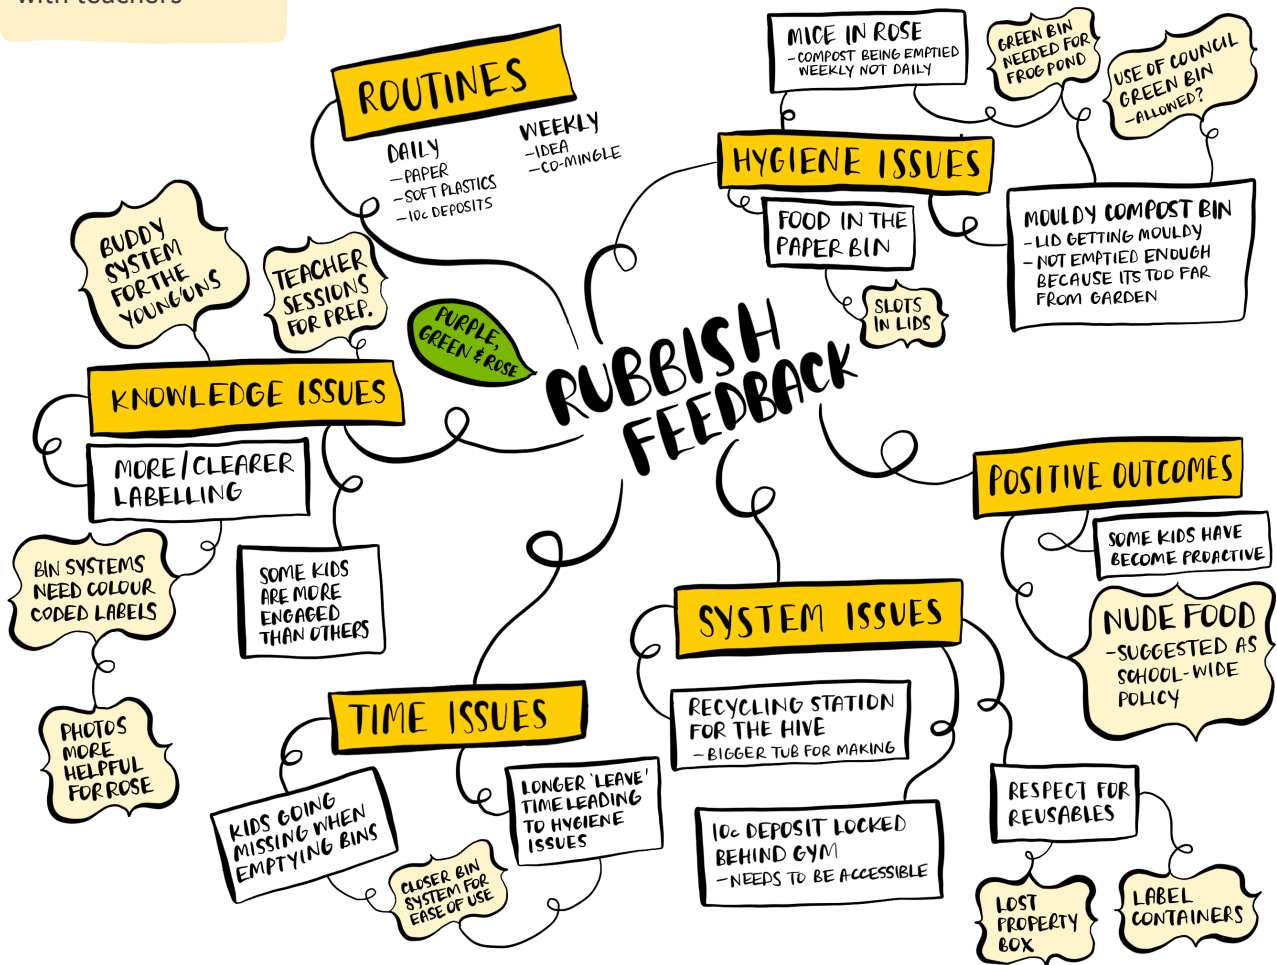 with teachers
ROUTINES
DAILY
-PAPER
-SOFT PLASTICS
-10c DEPOSITS
WEEKLY
-IDEA
-CO-MINGLE
MICE IN ROSE
-COMPOST BEING EMPTIED
WEEKLY NOT DAILY
GREEN BIN
NEEDED FOR
FROG POND
USE OF COUNCIL
GREEN BIN
-ALLOWED?
HYGIENE ISSUES
FOOD IN THE
PAPER BIN
SLOTS
IN LIDS
MOULDY COMPOST BIN
-LID GETTING MOULDY
-NOT EMPTIED ENOUGH
BECAUSE ITS TOO FAR
FROM GARDEN
BUDDY
SYSTEM
FOR THE
YOUNG'UNS
TEACHER
SESSIONS
FOR PREP.
PURPLE,
GREEN & ROSE
RUBBISH
FEEDBACK
KNOWLEDGE ISSUES
MORE/CLEARER
LABELLING
BIN SYSTEMS
NEED COLOUR
CODED LABELS
PHOTOS
MORE
HELPFUL
FOR ROSE
SOME KIDS
ARE MORE
ENGAGED
THAN OTHERS
POSITIVE OUTCOMES
SOME KIDS HAVE
BECOME PROACTIVE
NUDE FOOD
-SUGGESTED AS
SCHOOL-WIDE
POLICY
TIME ISSUES
KIDS GOING
MISSING WHEN
EMPTYING BINS
LONGER 'LEAVE'
TIME LEADING
TO HYGIENE
ISSUES
CLOSER BIN
SYSTEM FOR
EASE OF USE
SYSTEM ISSUES
RECYCLING STATION
FOR THE HIVE
-BIGGER TUB FOR MAKING
10c DEPOSIT LOCKED
BEHIND GYM
-NEEDS TO BE ACCESSIBLE
RESPECT FOR
REUSABLES
LOST
PROPERTY
BOX
LABEL
CONTAINERS